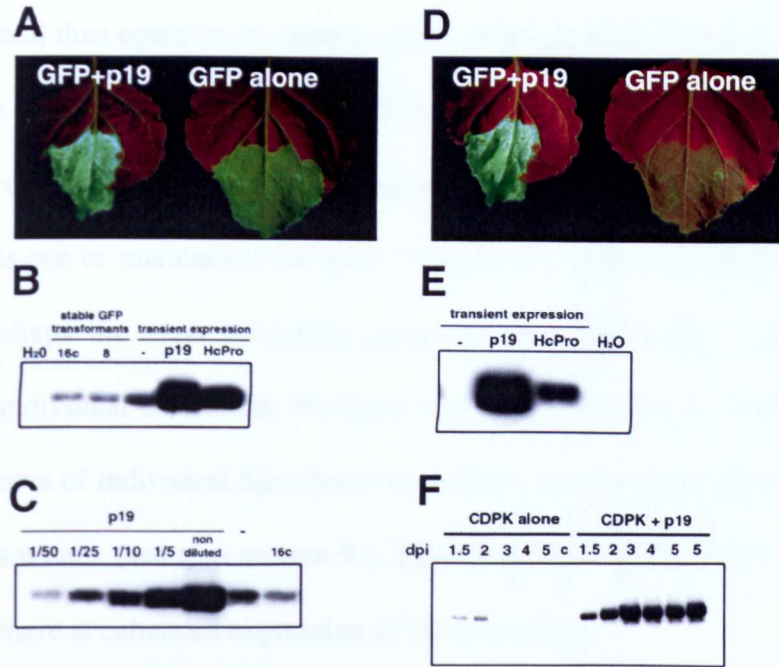 A
GFP+p19 GFP alone
D
GFP+p19 GFP alone
B
stable GFP
transformants transient expression
H20 16c 8 - p19 HcPro
E
transient expression
- p19 HcPro H₂O
C
p19
1/50 1/25 1/10 1/5 non diluted - 16c
F
CDPK alone CDPK + p19
dpi 1.5 2 3 4 5 c 1.5 2 3 4 5 5